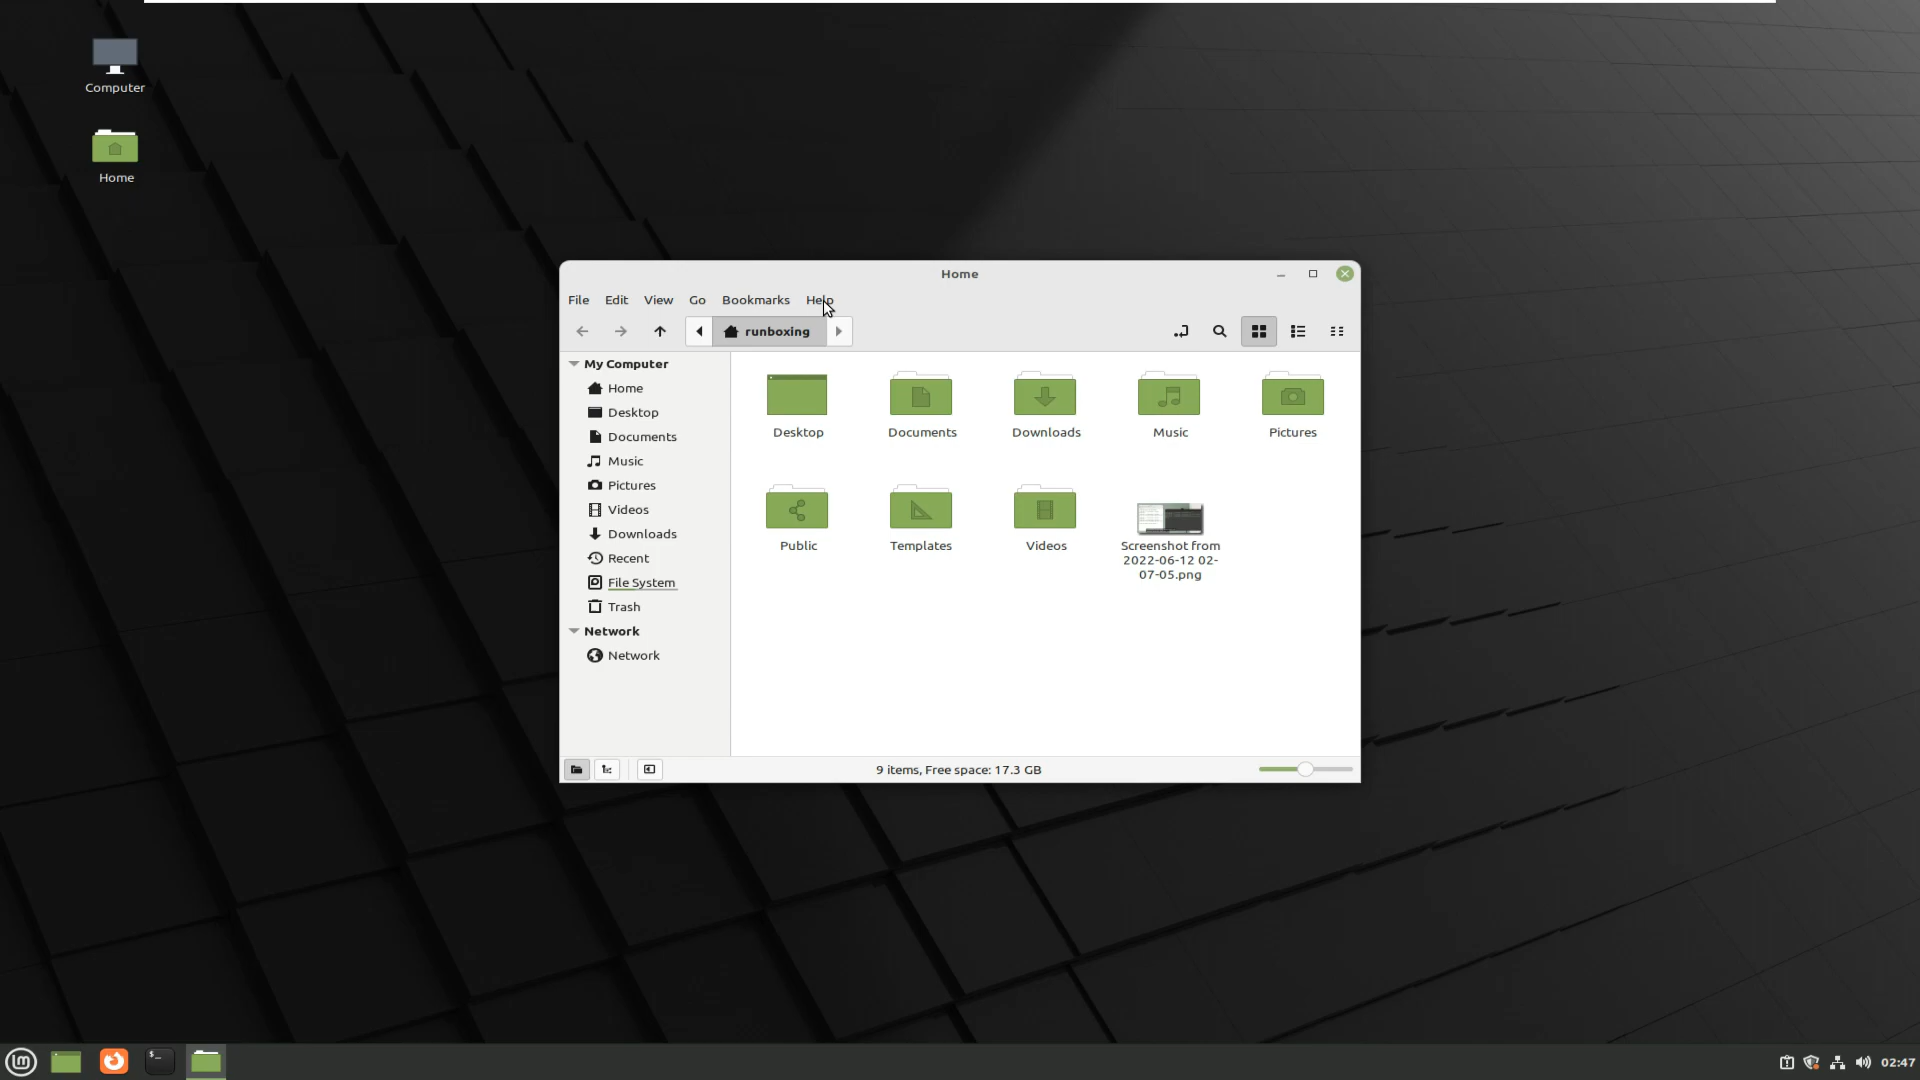 Computer
Home
Home
File Edit View Go Bookmarks Help
runboxing
My Computer
Home
Desktop
Documents
Music
Pictures
Videos
Downloads
Recent
File System
Trash
Network
Network
Desktop
Documents
Downloads
Music
Pictures
Public
Templates
Videos
Screenshot from
2022-06-12 02-
07-05.png
9 items, Free space: 17.3 GB
$_
lm
02:47